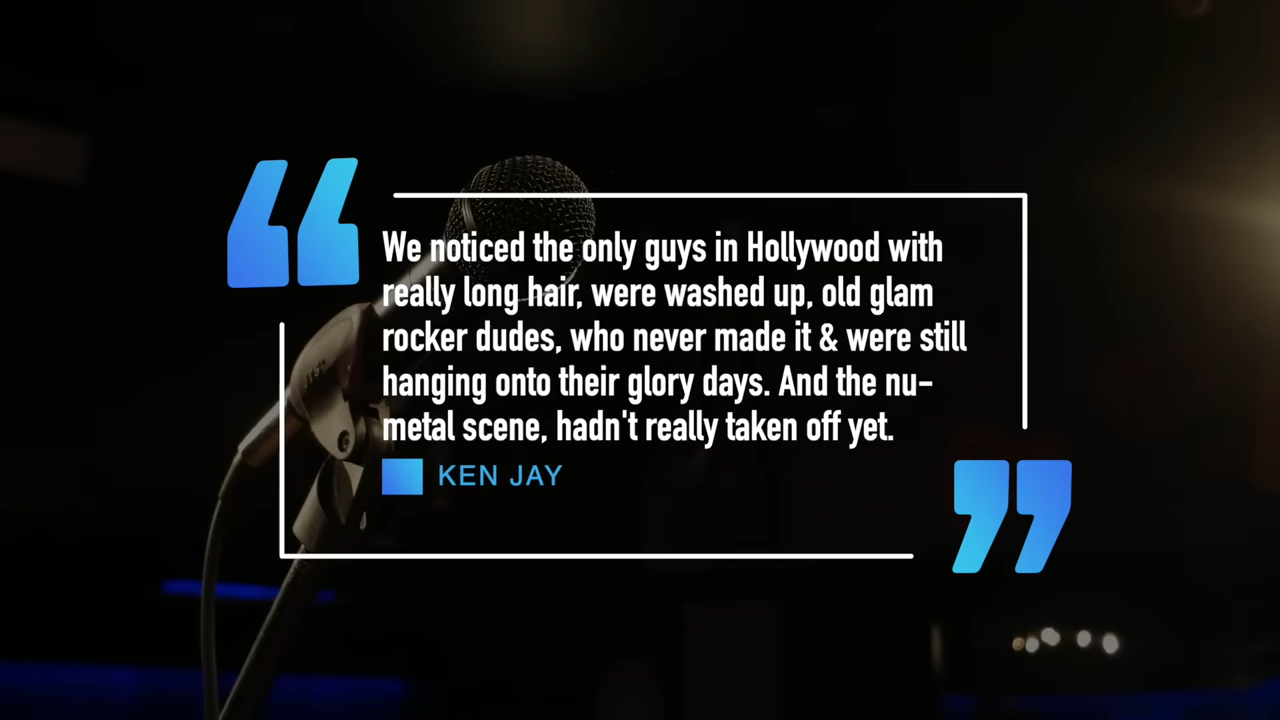 We noticed the only guys in Hollywood with
really long hair, were washed up, old glam
rocker dudes, who never made it & were still
hanging onto their glory days. And the nu-
metal scene, hadn't really taken off yet.
KEN JAY